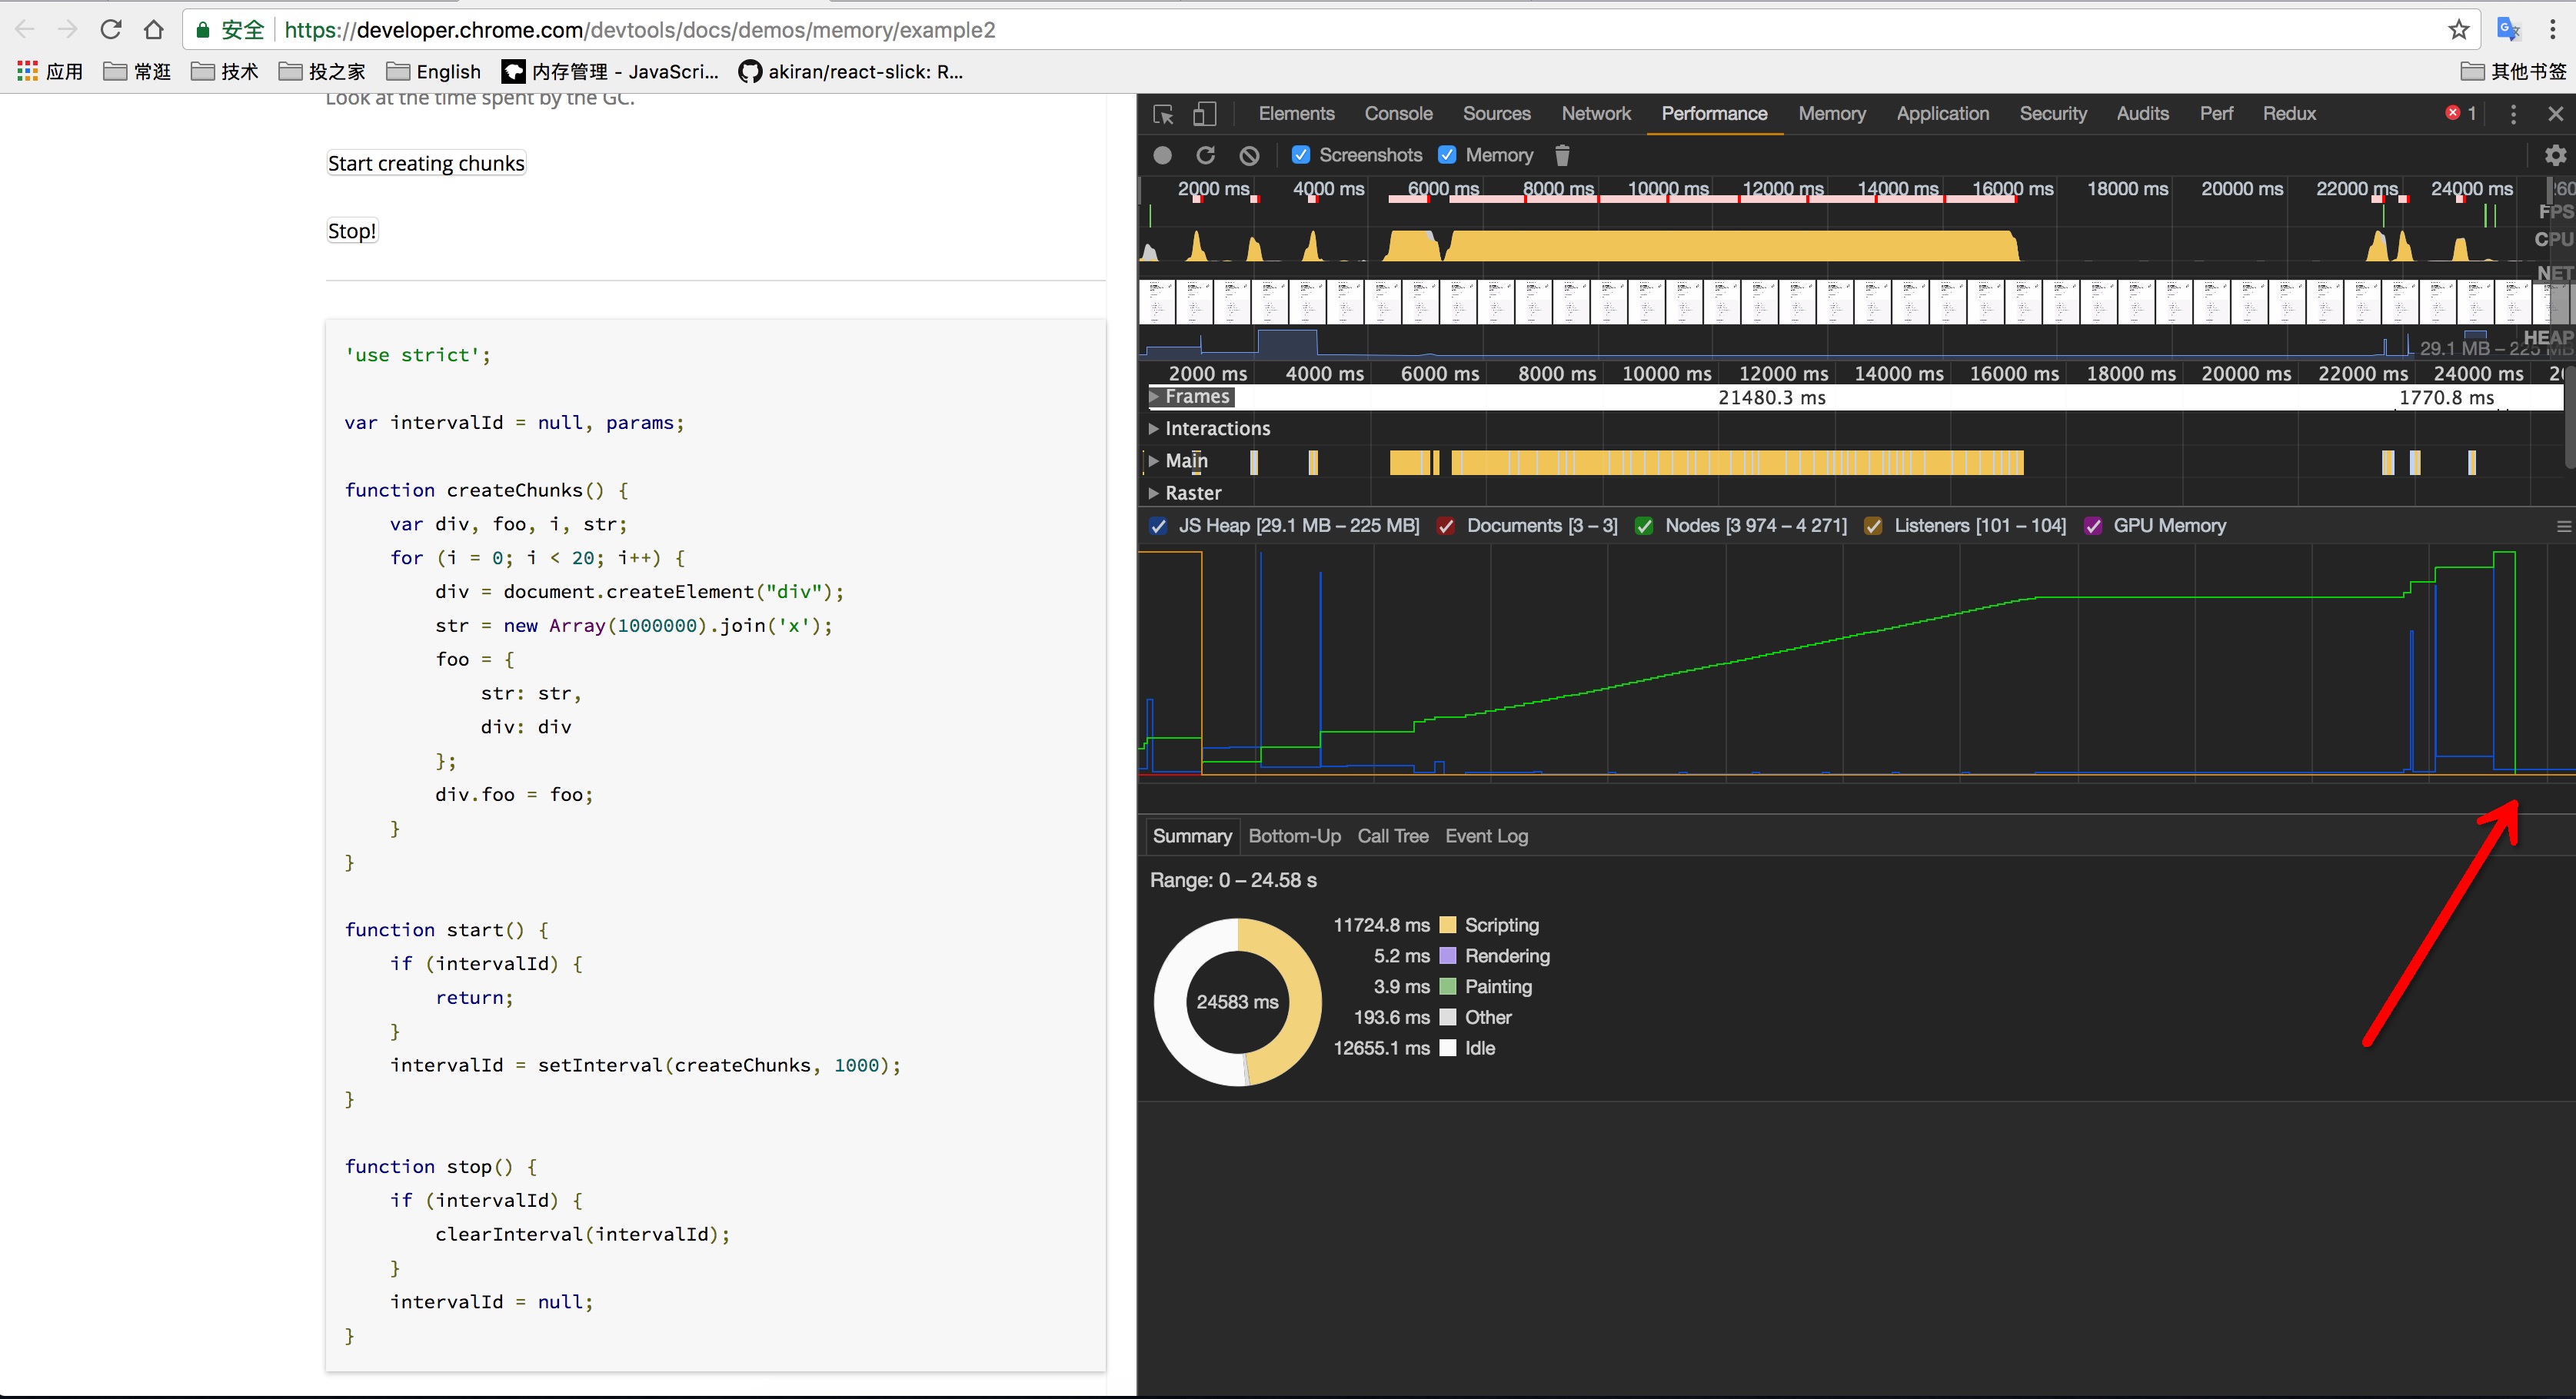 安全 https://developer.chrome.com/devtools/docs/demos/memory/example2
应用 常逛 技术 投之家 English 内存管理 - JavaScri... akiran/react-slick: R... 其他书签
Look at the time spent by the GC.
Start creating chunks
Stop!
'use strict';
var intervalId = null, params;
function createChunks() {
var div, foo, i, str;
for (i = 0; i < 20; i++) {
div = document.createElement("div");
str = new Array(1000000).join('x');
foo = {
str: str,
div: div
};
div.foo = foo;
}
}
function start() {
if (intervalId) {
return;
}
intervalId = setInterval(createChunks, 1000);
}
function stop() {
if (intervalId) {
clearInterval(intervalId);
}
intervalId = null;
}
Elements Console Sources Network Performance Memory Application Security Audits Perf Redux 1
Screenshots Memory
2000 ms 4000 ms 6000 ms 8000 ms 10000 ms 12000 ms 14000 ms 16000 ms 18000 ms 20000 ms 22000 ms 24000 ms
FPS
CPU
NET
HEAP
29.1 MB – 225 MB
2000 ms 4000 ms 6000 ms 8000 ms 10000 ms 12000 ms 14000 ms 16000 ms 18000 ms 20000 ms 22000 ms 24000 ms
Frames 21480.3 ms 1770.8 ms
Interactions
Main
Raster
JS Heap [29.1 MB – 225 MB] Documents [3 – 3] Nodes [3 974 – 4 271] Listeners [101 – 104] GPU Memory
Summary Bottom-Up Call Tree Event Log
Range: 0 – 24.58 s
24583 ms
11724.8 ms Scripting
5.2 ms Rendering
3.9 ms Painting
193.6 ms Other
12655.1 ms Idle